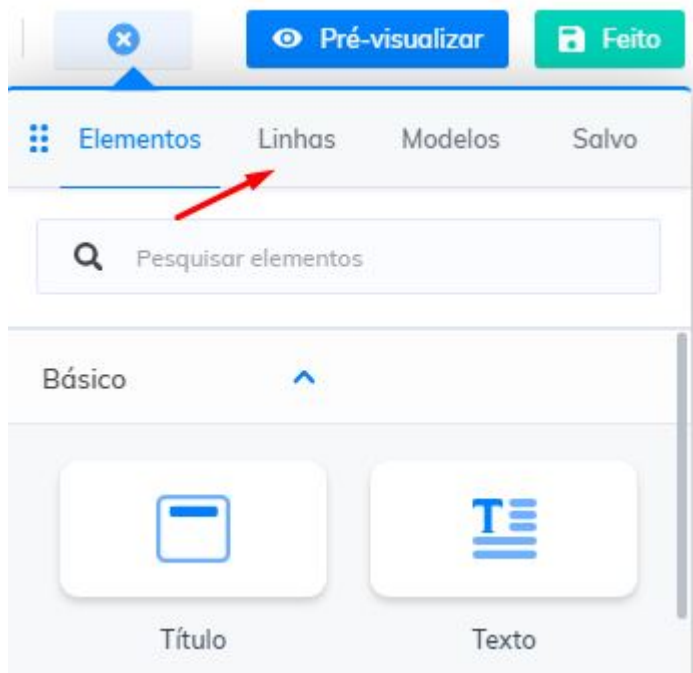 Pré-visualizar Feito
Elementos Linhas Modelos Salvo
Pesquisar elementos
Básico
Título Texto